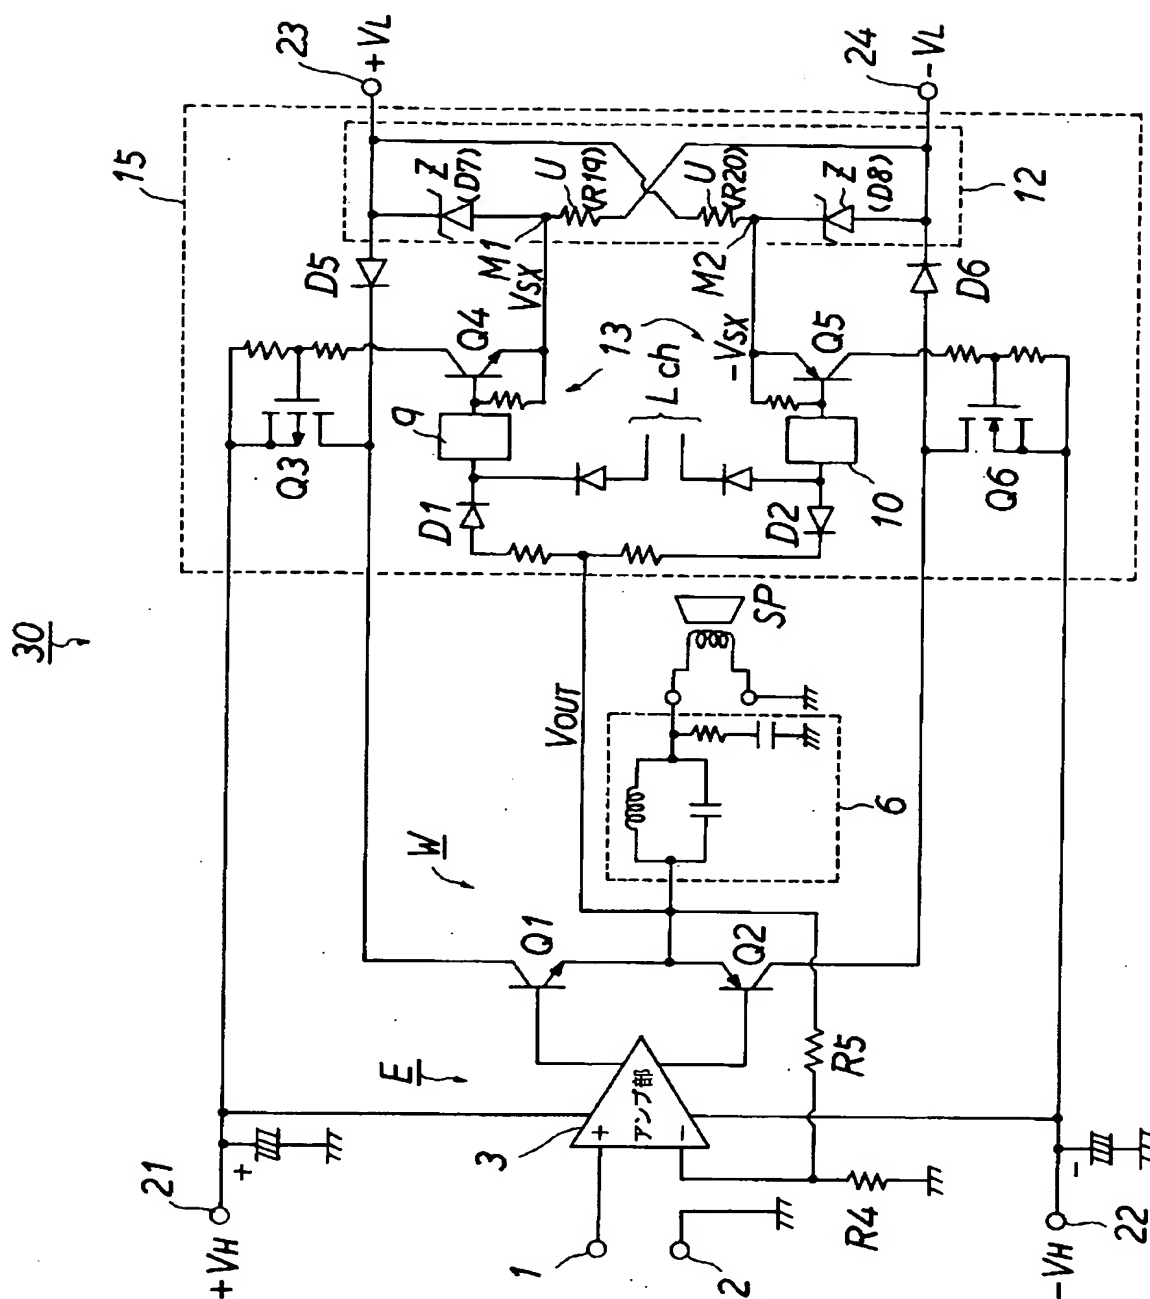 30
15
23
+VL
D5
Z
(D7)
U
(R19)
M1
VSX
Q4
Q3
9
13
L ch
D1
U
(R20)
M2
-VSX
Z
(D8)
12
24
-VL
D6
Q5
10
D2
Q6
VOUT
SP
6
W
Q1
Q2
E
アンプ部
+
-
3
R5
R4
21
+VH
+
1
2
-
-VH
22